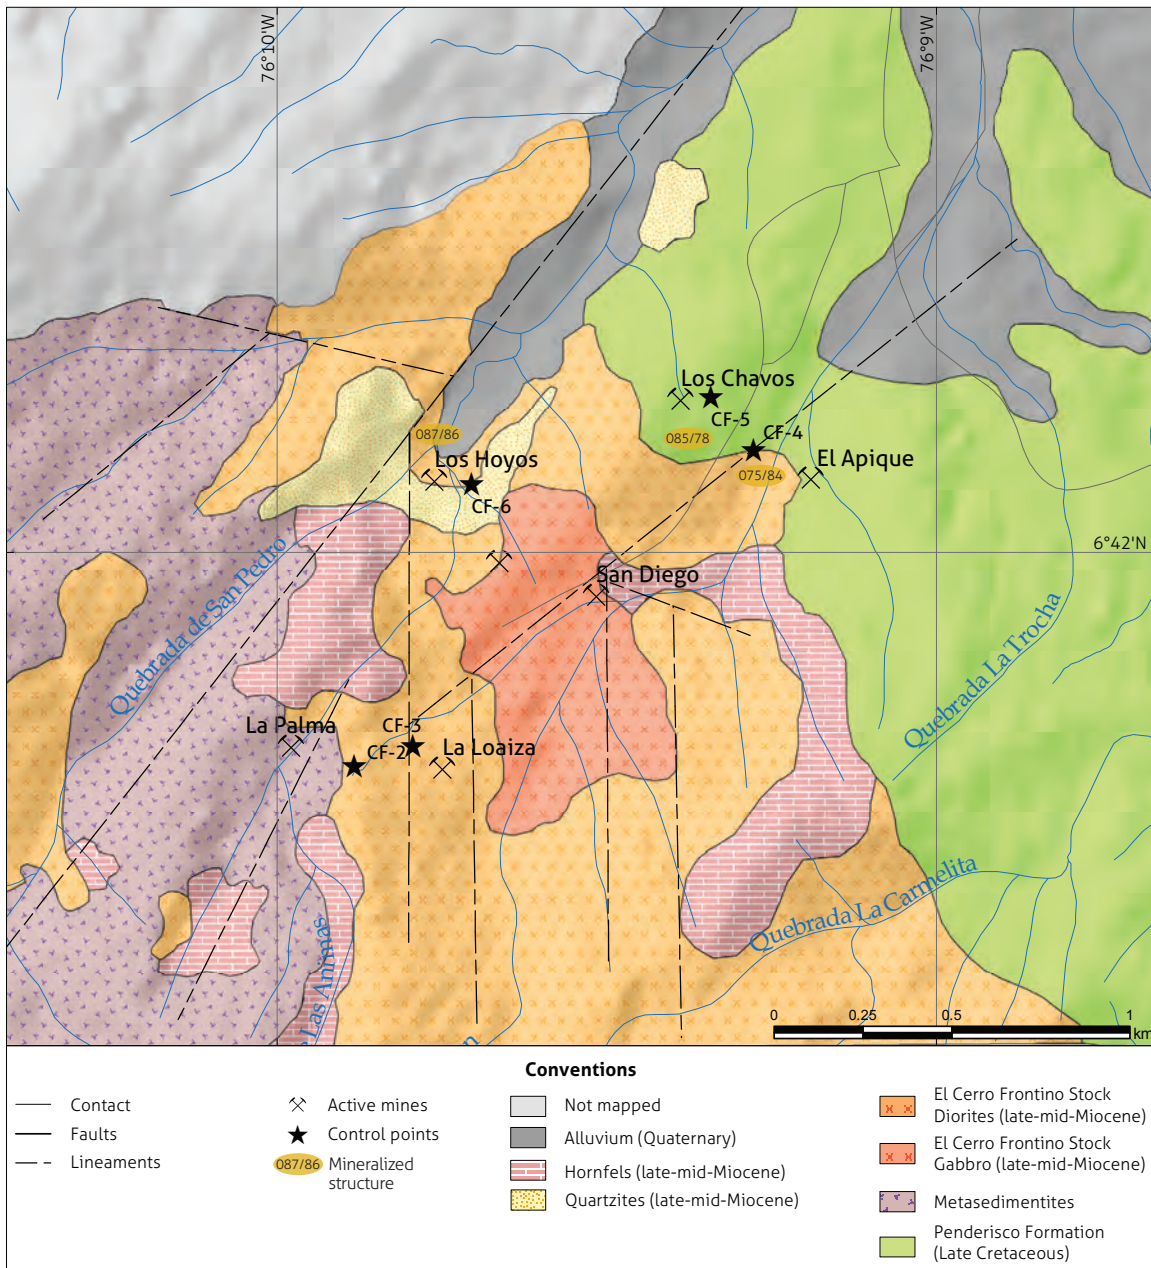 76°10'W
76°9'W
Los Chavos
CF-5
CF-4
087/86
085/78
075/84
El Apique
Los Hoyos
CF-6
6°42'N
San Diego
Quebrada de San Pedro
Quebrada La Trocha
La Palma
CF-3
CF-2
La Loaiza
Quebrada La Carmelita
Las Animas
n
0 0.25 0.5 1
km
Conventions
Contact
Faults
Lineaments
Active mines
Control points
087/86 Mineralized
structure
Not mapped
Alluvium (Quaternary)
Hornfels (late-mid-Miocene)
Quartzites (late-mid-Miocene)
El Cerro Frontino Stock
Diorites (late-mid-Miocene)
El Cerro Frontino Stock
Gabbro (late-mid-Miocene)
Metasedimentites
Penderisco Formation
(Late Cretaceous)